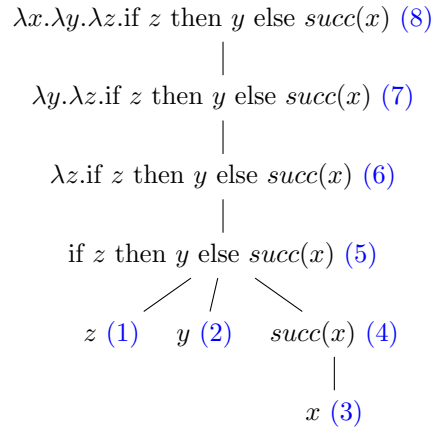 λx.λy.λz.if z then y else succ(x) (8)
λy.λz.if z then y else succ(x) (7)
λz.if z then y else succ(x) (6)
if z then y else succ(x) (5)
z (1) y (2) succ(x) (4)
x (3)